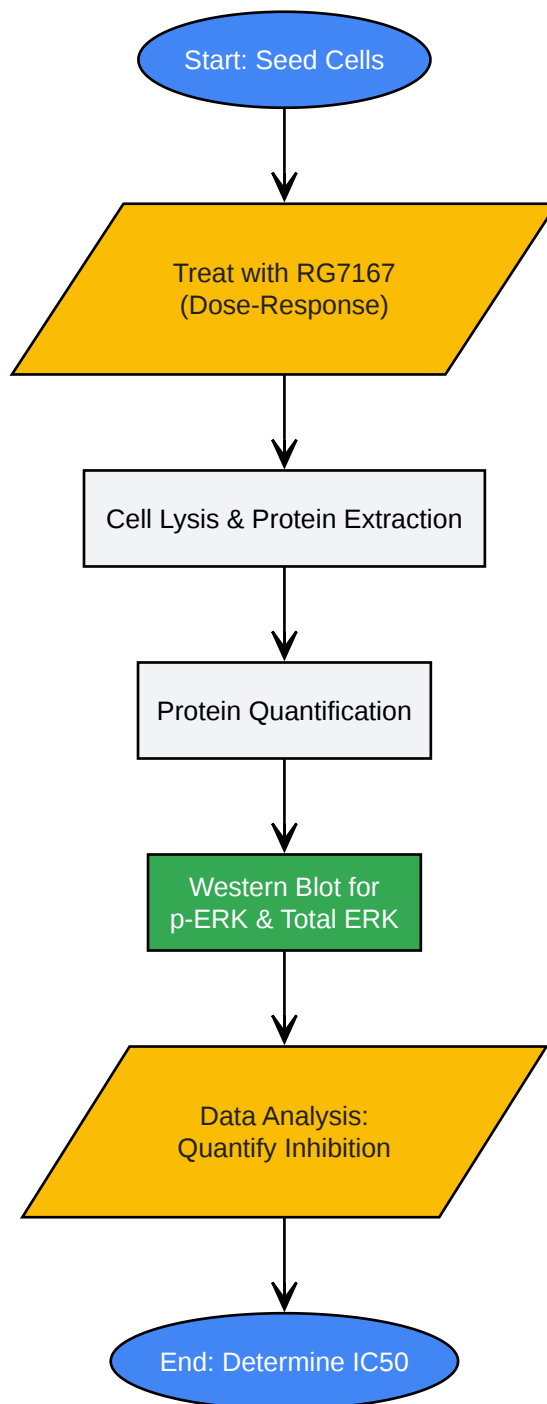 Start: Seed Cells
Treat with RG7167
(Dose-Response)
Cell Lysis & Protein Extraction
Protein Quantification
Western Blot for
p-ERK & Total ERK
Data Analysis:
Quantify Inhibition
End: Determine IC50